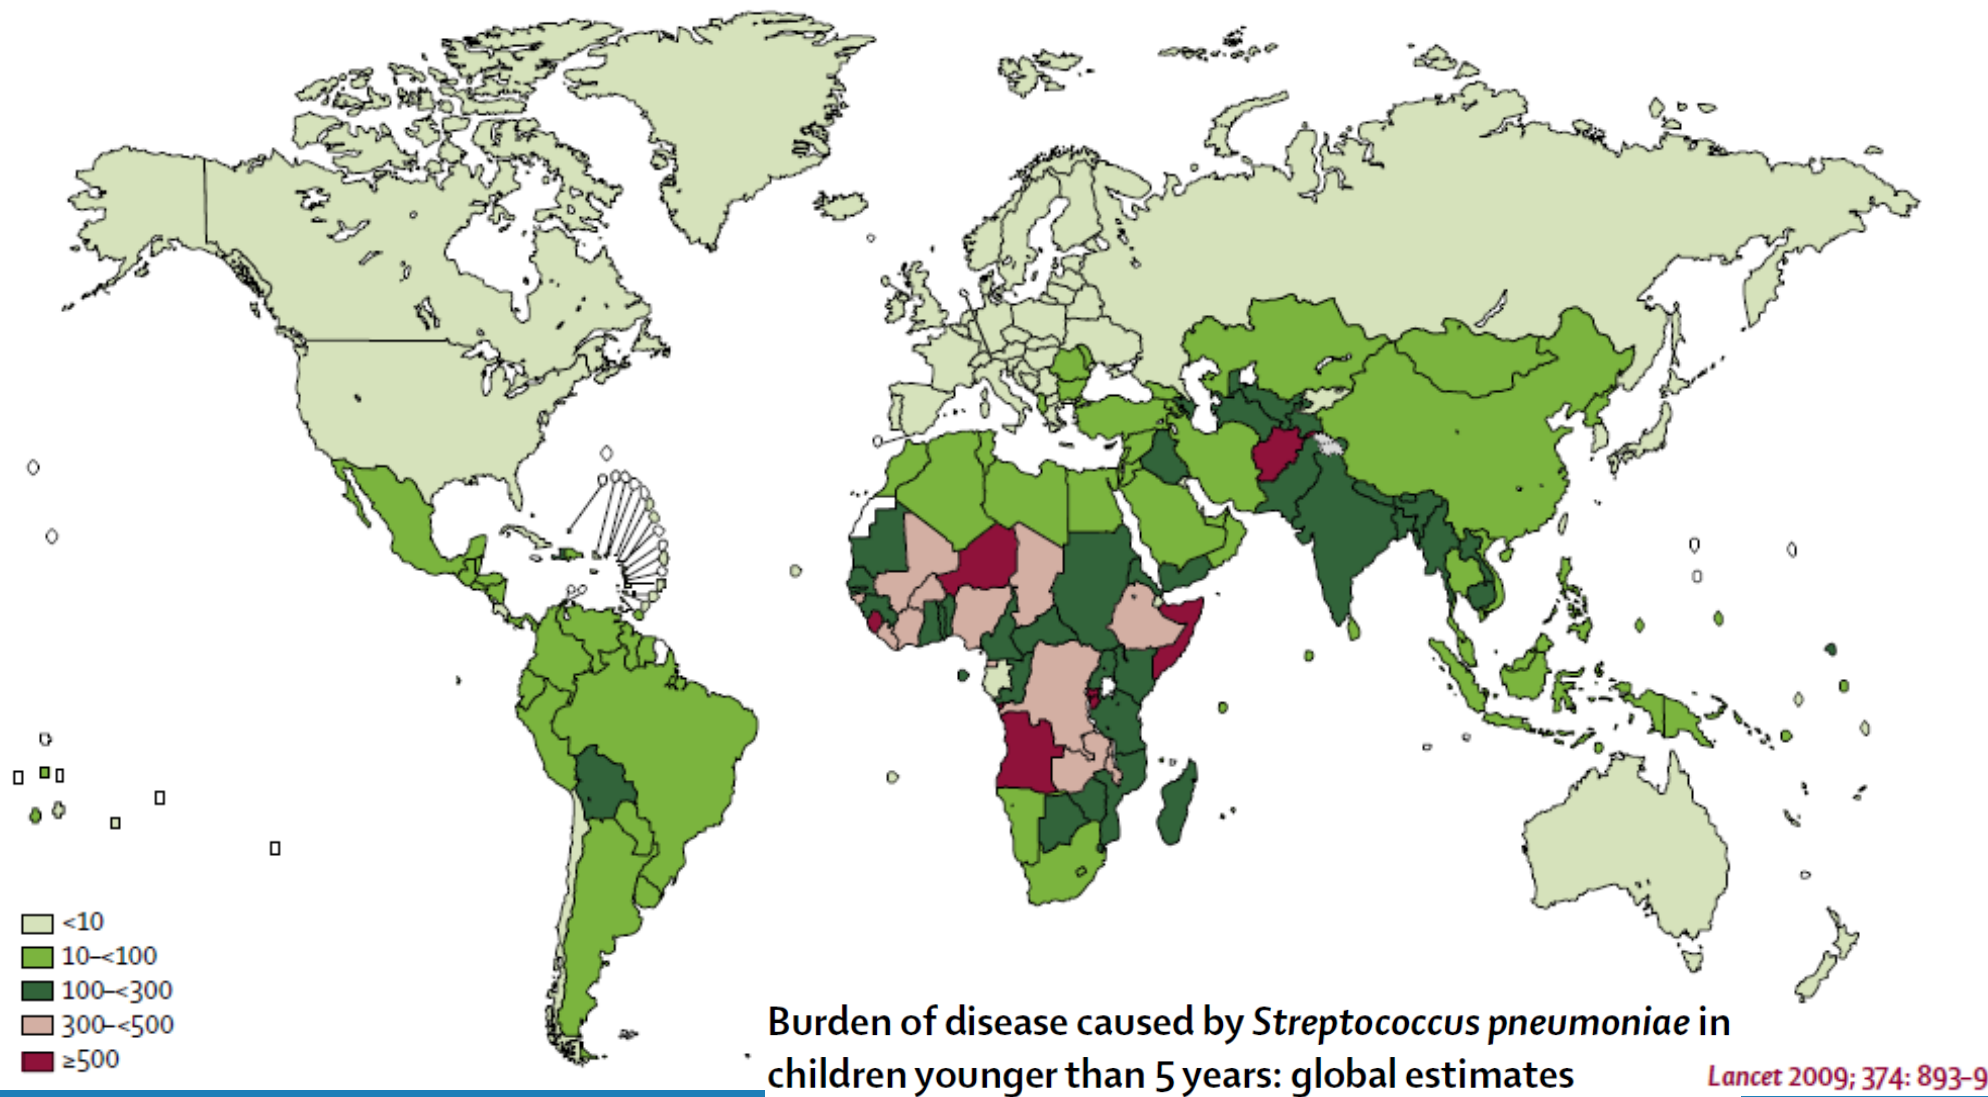 <10
10–<100
100–<300
300–<500
≥500
Burden of disease caused by Streptococcus pneumoniae in
children younger than 5 years: global estimates
Lancet 2009; 374: 893–9